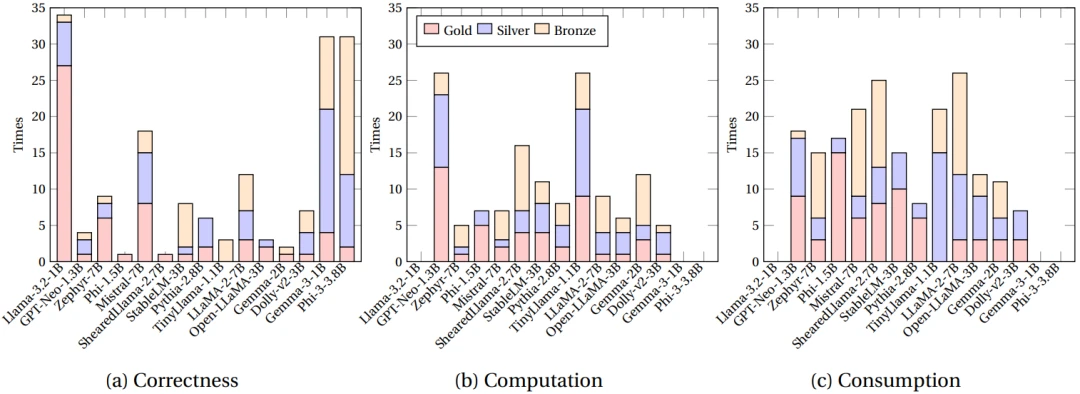 35
30
25
20
15
10
5
0
Times
Llama-3.2-1B
GPT-Neo-1.3B
Zephyr-7B
Phi-1.5B
Mistral-7B
ShearedLlama-2.7B
StableLM-3B
Pythia-2.8B
TinyLlama-1.1B
LLaMA-2-7B
Open-LLaMA-3B
Gemma-2B
Dolly-v2-3B
Gemma-3-1B
Phi-3-3.8B
(a) Correctness
35
30
25
20
15
10
5
0
Times
Gold Silver Bronze
Llama-3.2-1B
GPT-Neo-1.3B
Zephyr-7B
Phi-1.5B
Mistral-7B
ShearedLlama-2.7B
StableLM-3B
Pythia-2.8B
TinyLlama-1.1B
LLaMA-2-7B
Open-LLaMA-3B
Gemma-2B
Dolly-v2-3B
Gemma-3-1B
Phi-3-3.8B
(b) Computation
35
30
25
20
15
10
5
0
Times
Llama-3.2-1B
GPT-Neo-1.3B
Zephyr-7B
Phi-1.5B
Mistral-7B
ShearedLlama-2.7B
StableLM-3B
Pythia-2.8B
TinyLlama-1.1B
LLaMA-2-7B
Open-LLaMA-3B
Gemma-2B
Dolly-v2-3B
Gemma-3-1B
Phi-3-3.8B
(c) Consumption